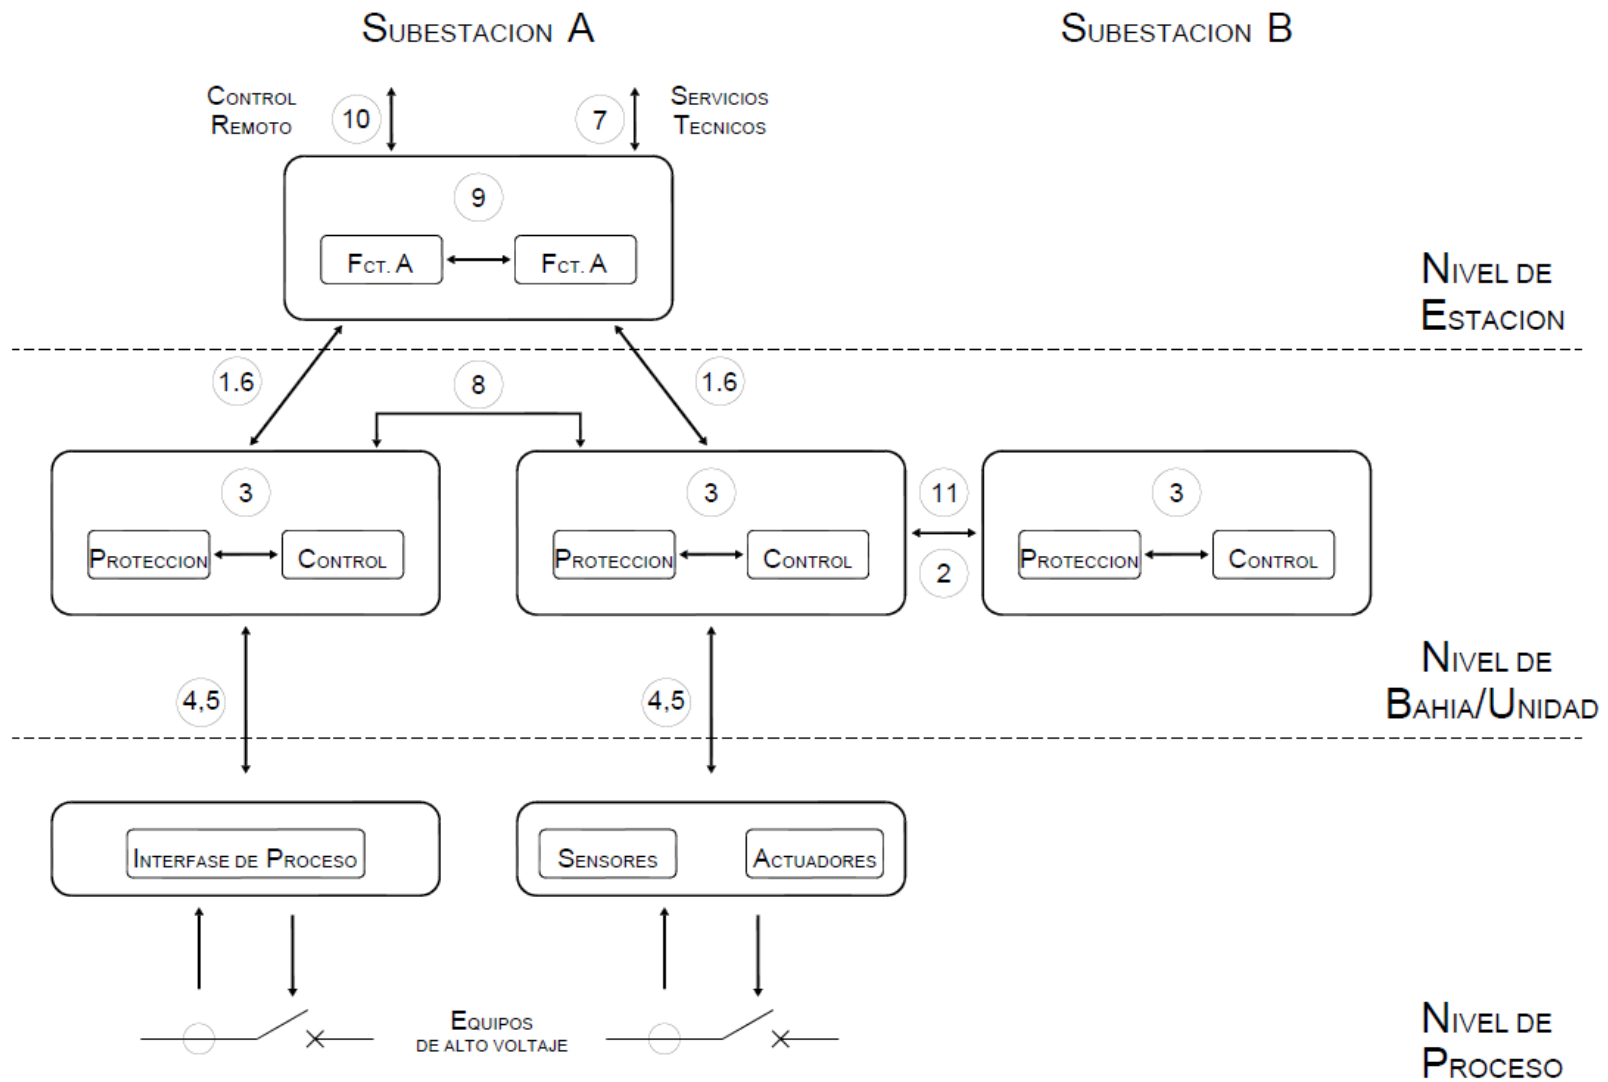 SUBESTACION A
SUBESTACION B
CONTROL
REMOTO
10
7
SERVICIOS
TECNICOS
9
FCT. A
FCT. A
NIVEL DE
ESTACION
1.6
8
1.6
3
PROTECCION
CONTROL
3
PROTECCION
CONTROL
11
2
3
PROTECCION
CONTROL
4,5
4,5
NIVEL DE
BAHIA/UNIDAD
INTERFASE DE PROCESO
SENSORES
ACTUADORES
EQUIPOS
DE ALTO VOLTAJE
NIVEL DE
PROCESO